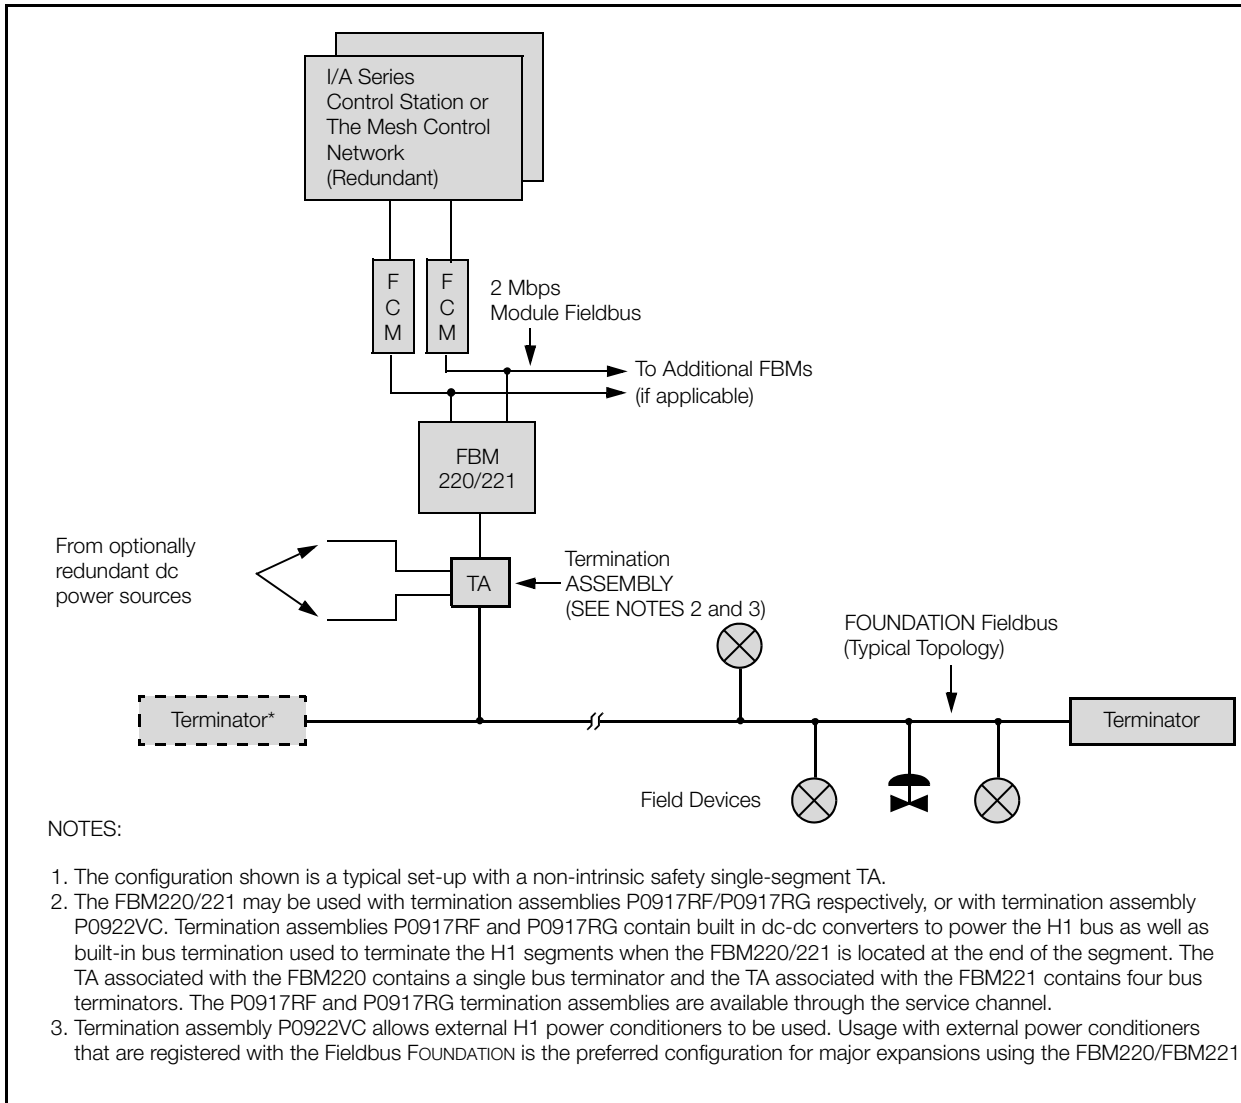 I/A Series
Control Station or
The Mesh Control
Network
(Redundant)
F
C
M
F
C
M
2 Mbps
Module Fieldbus
To Additional FBMs
(if applicable)
FBM
220/221
From optionally
redundant dc
power sources
TA
Termination
ASSEMBLY
(SEE NOTES 2 and 3)
FOUNDATION Fieldbus
(Typical Topology)
Terminator*
Terminator
Field Devices
NOTES:
1. The configuration shown is a typical set-up with a non-intrinsic safety single-segment TA.
2. The FBM220/221 may be used with termination assemblies P0917RF/P0917RG respectively, or with termination assembly
P0922VC. Termination assemblies P0917RF and P0917RG contain built in dc-dc converters to power the H1 bus as well as
built-in bus termination used to terminate the H1 segments when the FBM220/221 is located at the end of the segment. The
TA associated with the FBM220 contains a single bus terminator and the TA associated with the FBM221 contains four bus
terminators. The P0917RF and P0917RG termination assemblies are available through the service channel.
3. Termination assembly P0922VC allows external H1 power conditioners to be used. Usage with external power conditioners
that are registered with the Fieldbus FOUNDATION is the preferred configuration for major expansions using the FBM220/FBM221